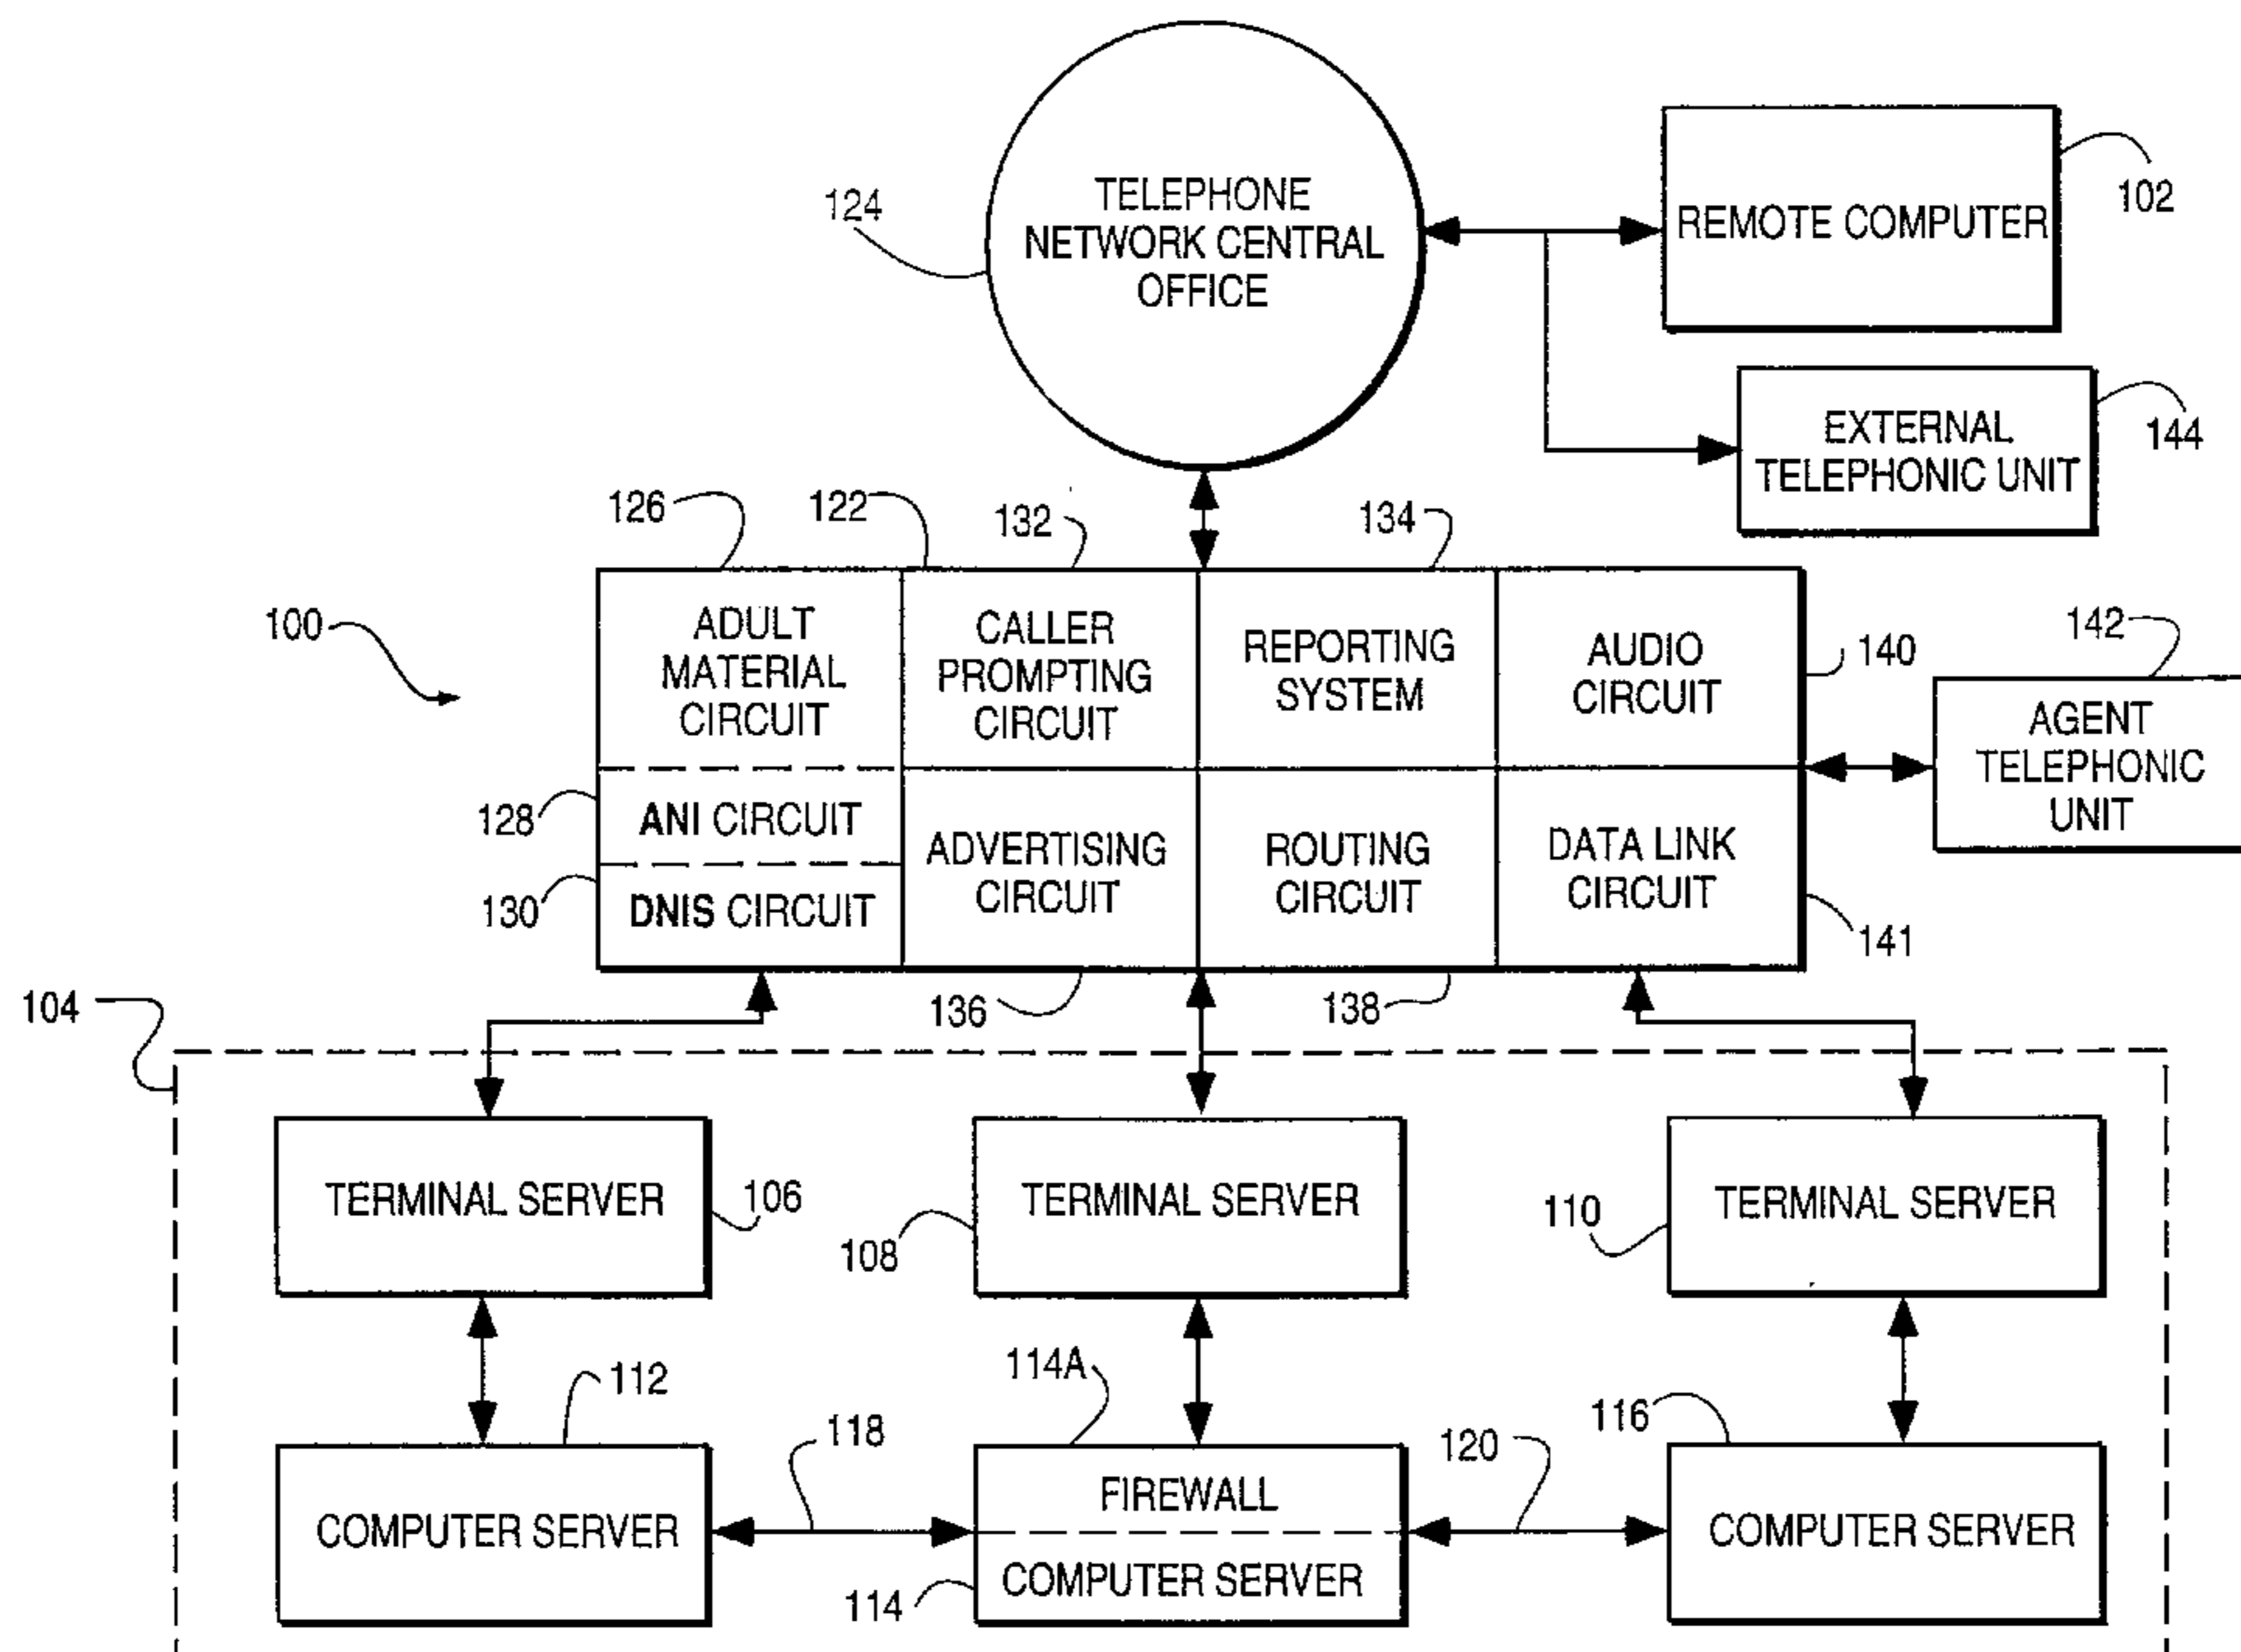 TELEPHONE
NETWORK CENTRAL
OFFICE
124
REMOTE COMPUTER
102
EXTERNAL
TELEPHONIC UNIT
144
126
122
132
134
100
ADULT
MATERIAL
CIRCUIT
CALLER
PROMPTING
CIRCUIT
REPORTING
SYSTEM
AUDIO
CIRCUIT
140
142
AGENT
TELEPHONIC
UNIT
128
ANI CIRCUIT
130
DNIS CIRCUIT
ADVERTISING
CIRCUIT
ROUTING
CIRCUIT
DATA LINK
CIRCUIT
141
104
136
138
TERMINAL SERVER
106
TERMINAL SERVER
108
TERMINAL SERVER
110
112
114A
116
118
120
COMPUTER SERVER
FIREWALL
COMPUTER SERVER
114
COMPUTER SERVER